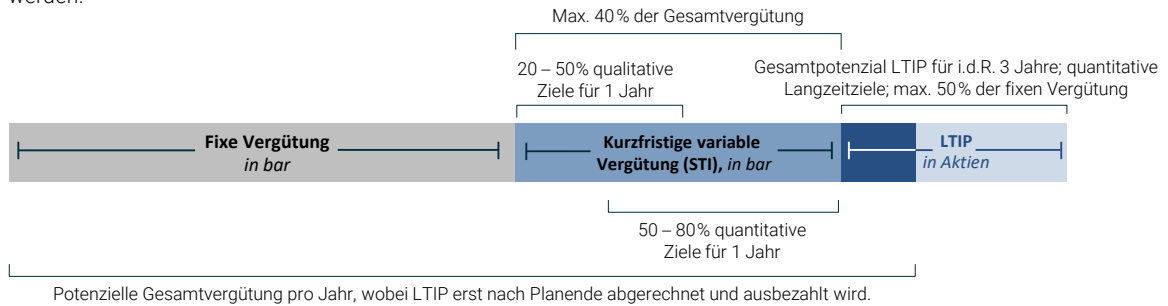 werden.
Max. 40% der Gesamtvergütung
20 – 50% qualitative
Ziele für 1 Jahr
Gesamtpotenzial LTIP für i.d.R. 3 Jahre; quantitative
Langzeitziele; max. 50% der fixen Vergütung
Fixe Vergütung
in bar
Kurzfristige variable
Vergütung (STI), in bar
LTIP
in Aktien
50 – 80% quantitative
Ziele für 1 Jahr
Potenzielle Gesamtvergütung pro Jahr, wobei LTIP erst nach Planende abgerechnet und ausbezahlt wird.